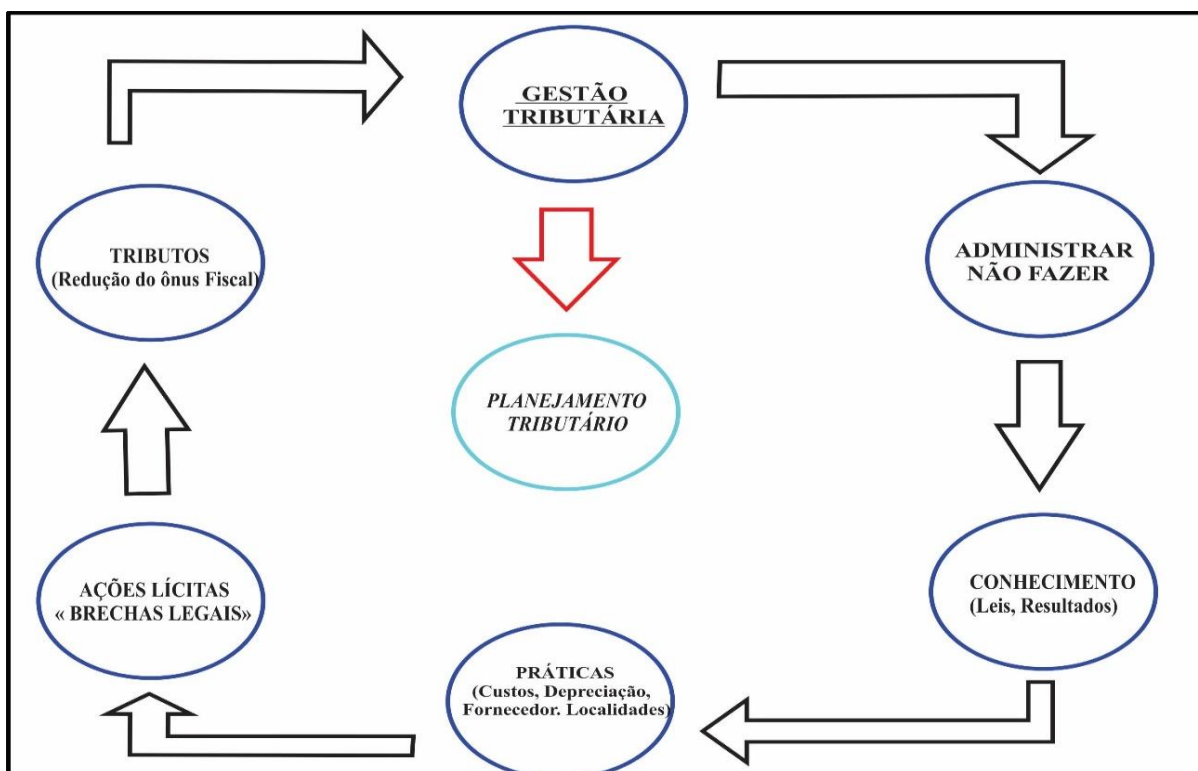 GESTÃO
TRIBUTÁRIA
ADMINISTRAR
NÃO FAZER
CONHECIMENTO
(Leis, Resultados)
PRÁTICAS
(Custos, Depreciação,
Fornecedor. Localidades)
AÇÕES LÍCITAS
« BRECHAS LEGAIS»
TRIBUTOS
(Redução do ônus Fiscal)
PLANEJAMENTO
TRIBUTÁRIO